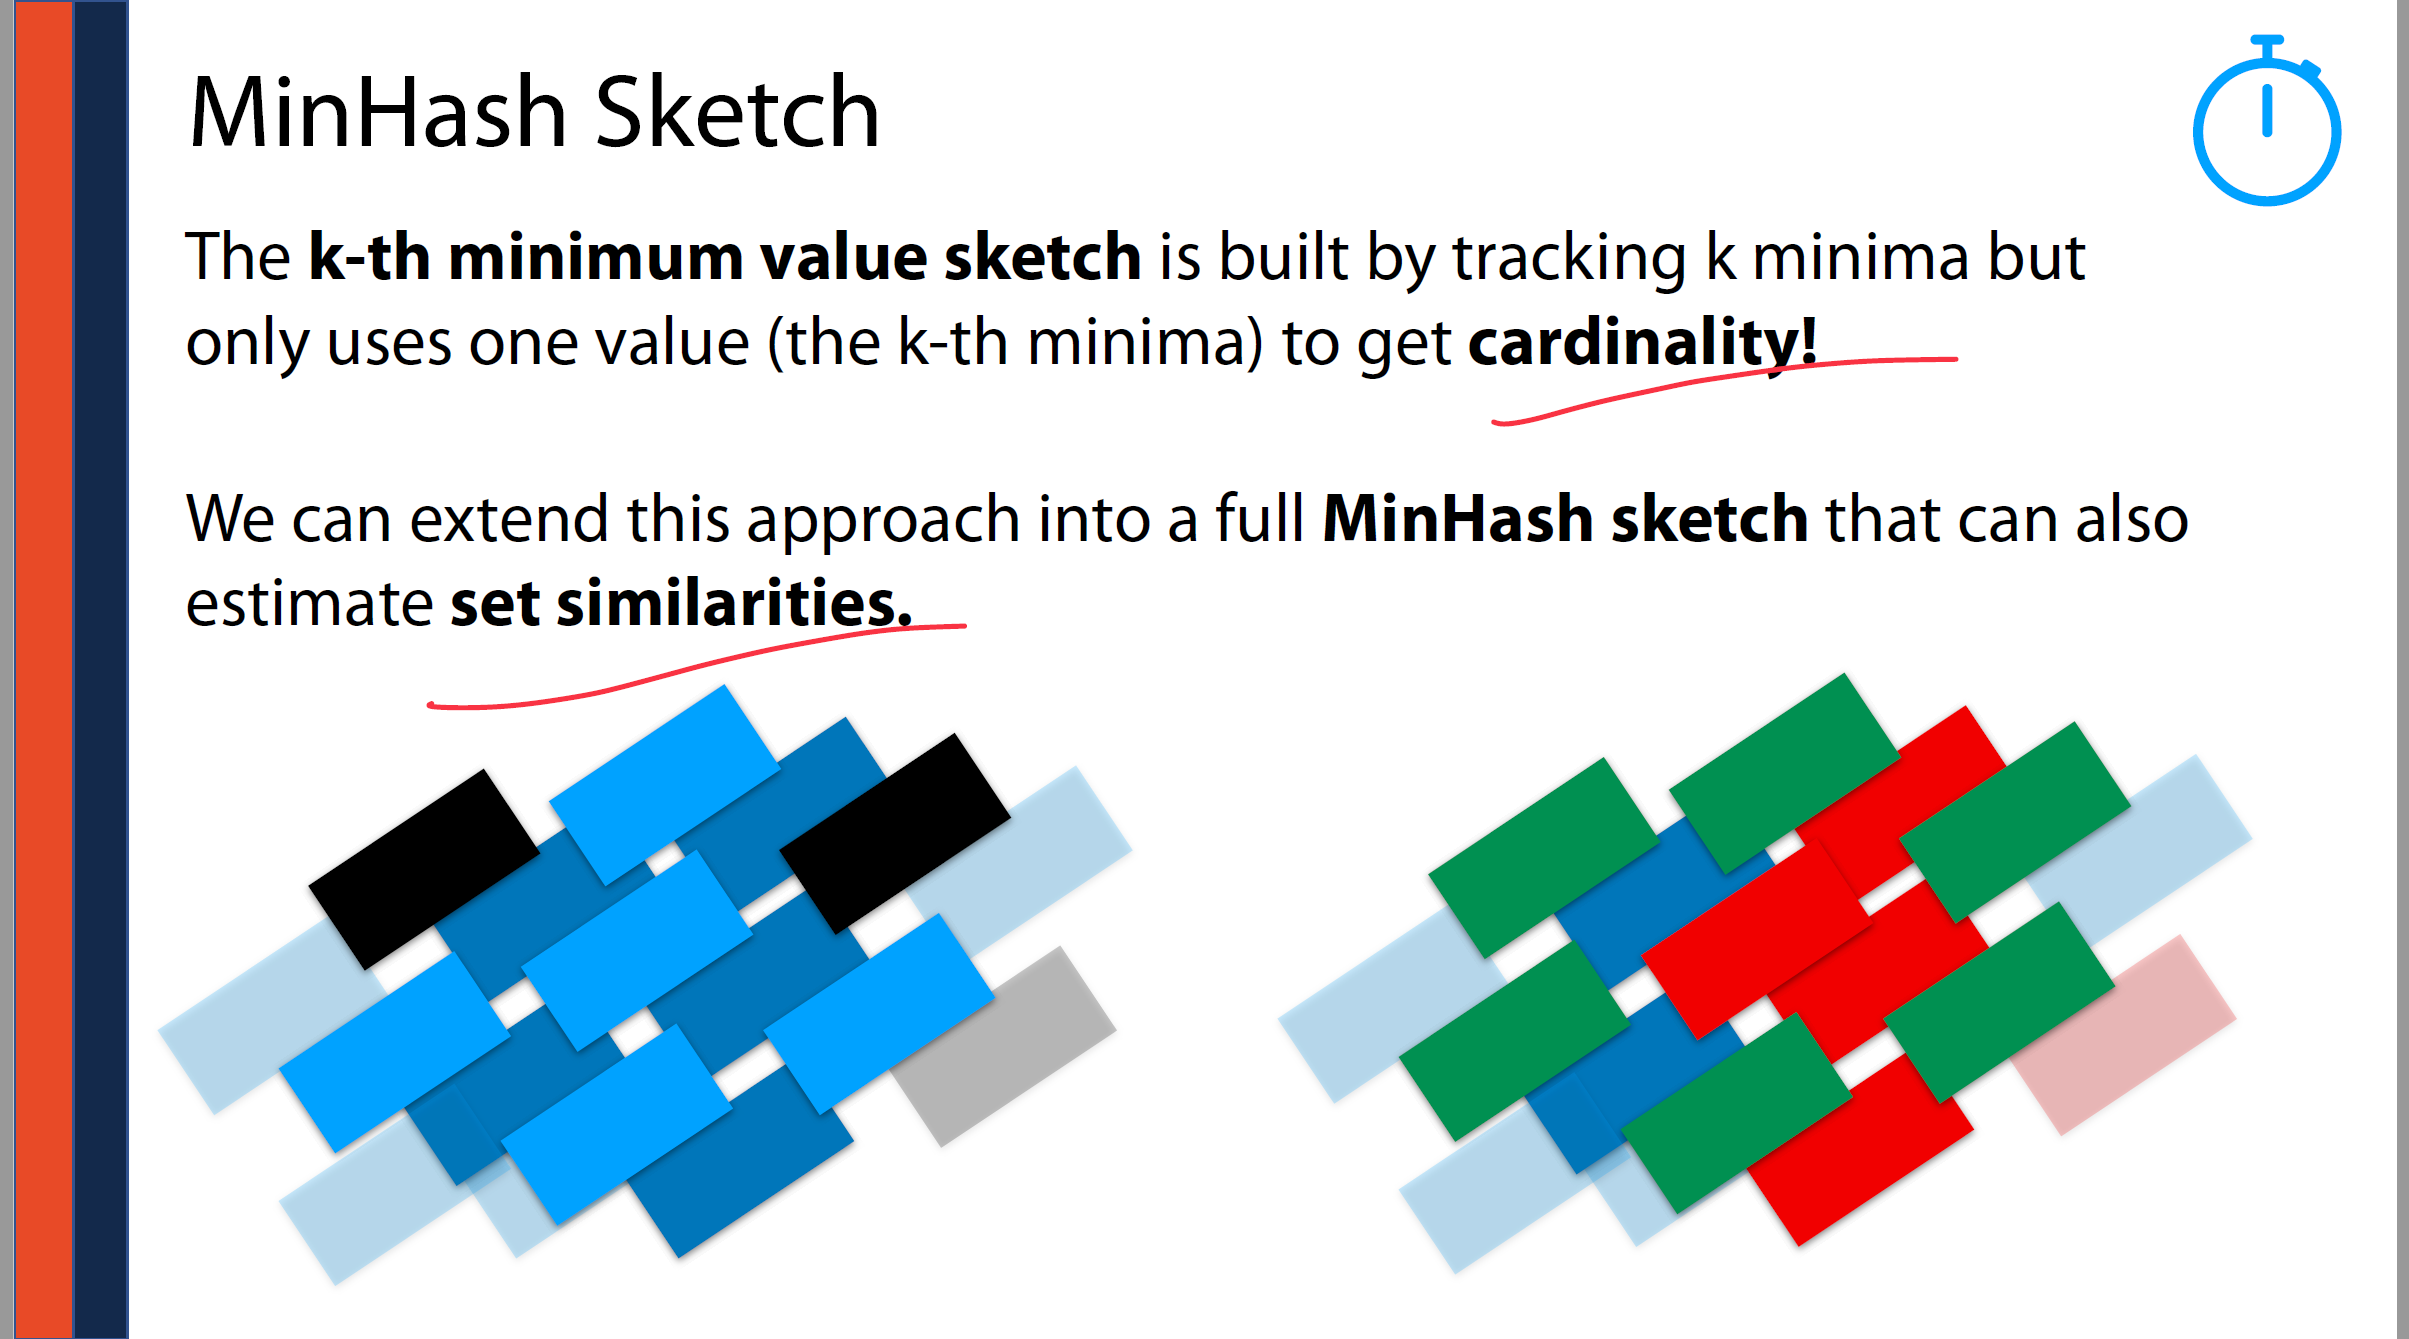 MinHash Sketch
The k-th minimum value sketch is built by tracking k minima but
only uses one value (the k-th minima) to get cardinality!
We can extend this approach into a full MinHash sketch that can also
estimate set similarities.